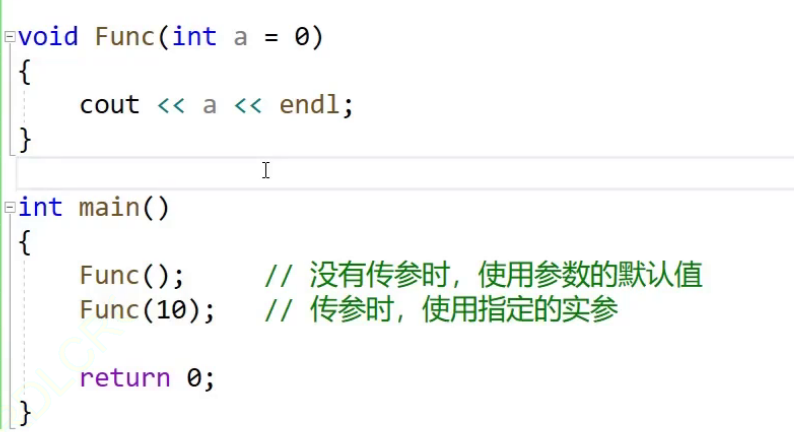 void Func(int a = 0)
{
    cout << a << endl;
}
int main()
{
    Func();     // 没有传参时，使用参数的默认值
    Func(10);   // 传参时，使用指定的实参
    return 0;
}